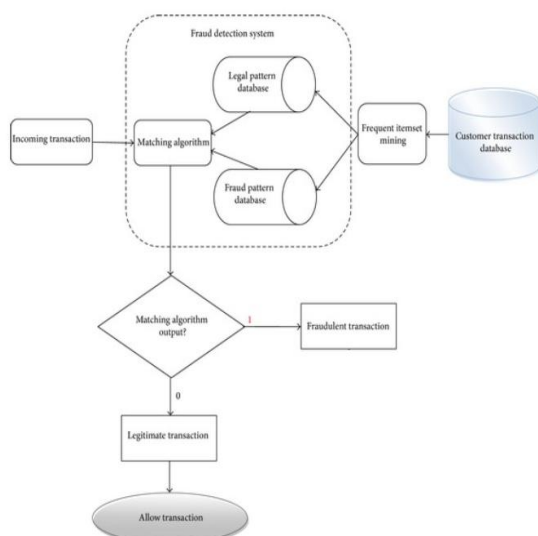 Fraud detection system
Legal pattern
database
Incoming transaction
Matching algorithm
Frequent itemset
mining
Customer transaction
database
Fraud pattern
database
Matching algorithm
output?
1
Fraudulent transaction
0
Legitimate transaction
Allow transaction